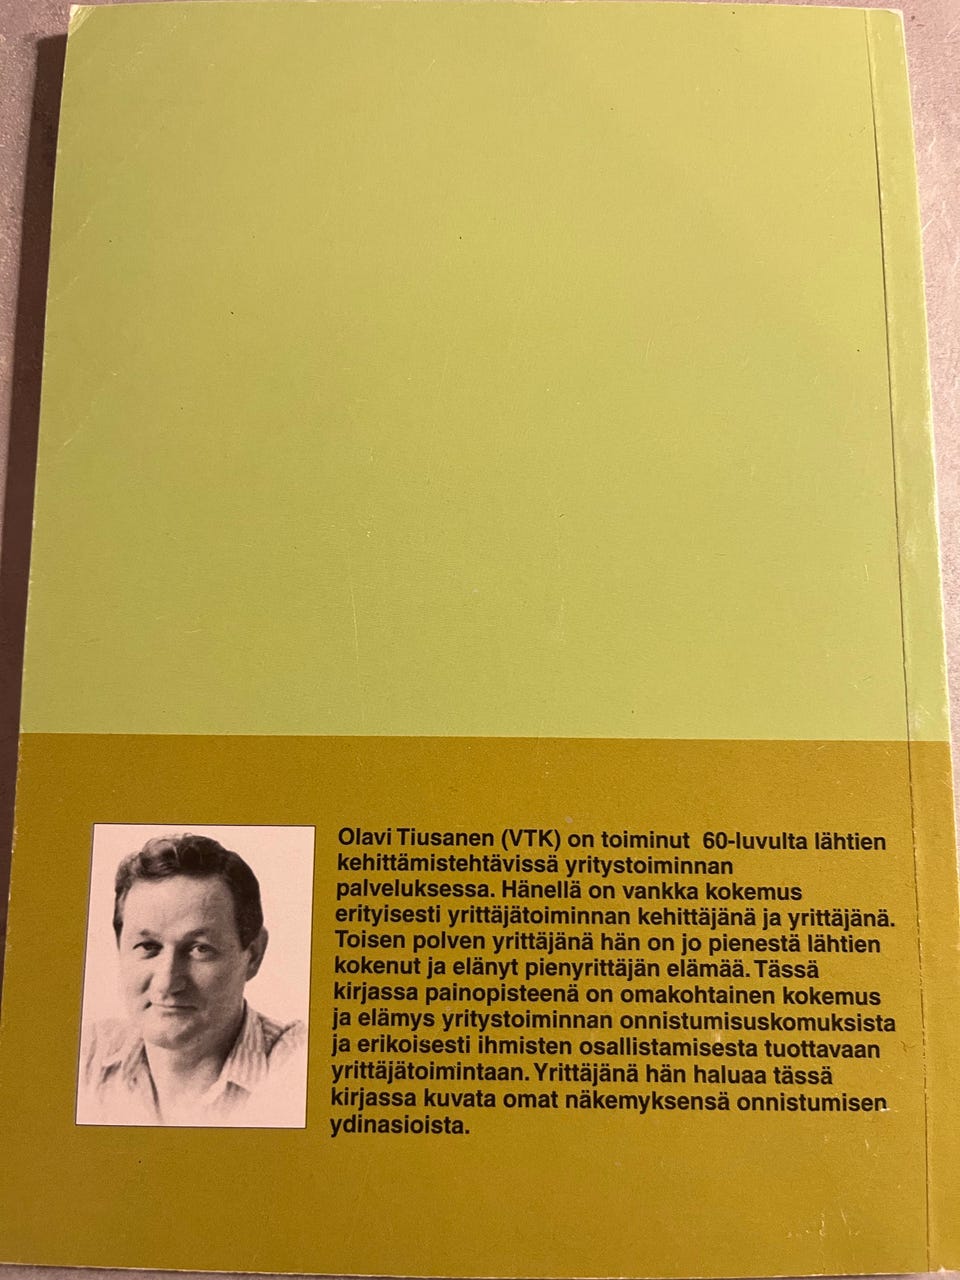 Olavi Tiusanen (VTK) on toiminut 60-luvulta lähtien
kehittämistehtävissä yritystoiminnan
palveluksessa. Hänellä on vankka kokemus
erityisesti yrittäjätoiminnan kehittäjänä ja yrittäjänä.
Toisen polven yrittäjänä hän on jo pienestä lähtien
kokenut ja elänyt pienyrittäjän elämää. Tässä
kirjassa painopisteenä on omakohtainen kokemus
ja elämys yritystoiminnan onnistumisuskomuksista
ja erikoisesti ihmisten osallistamisesta tuottavaan
yrittäjätoimintaan. Yrittäjänä hän haluaa tässä
kirjassa kuvata omat näkemyksensä onnistumisen
ydinasioista.